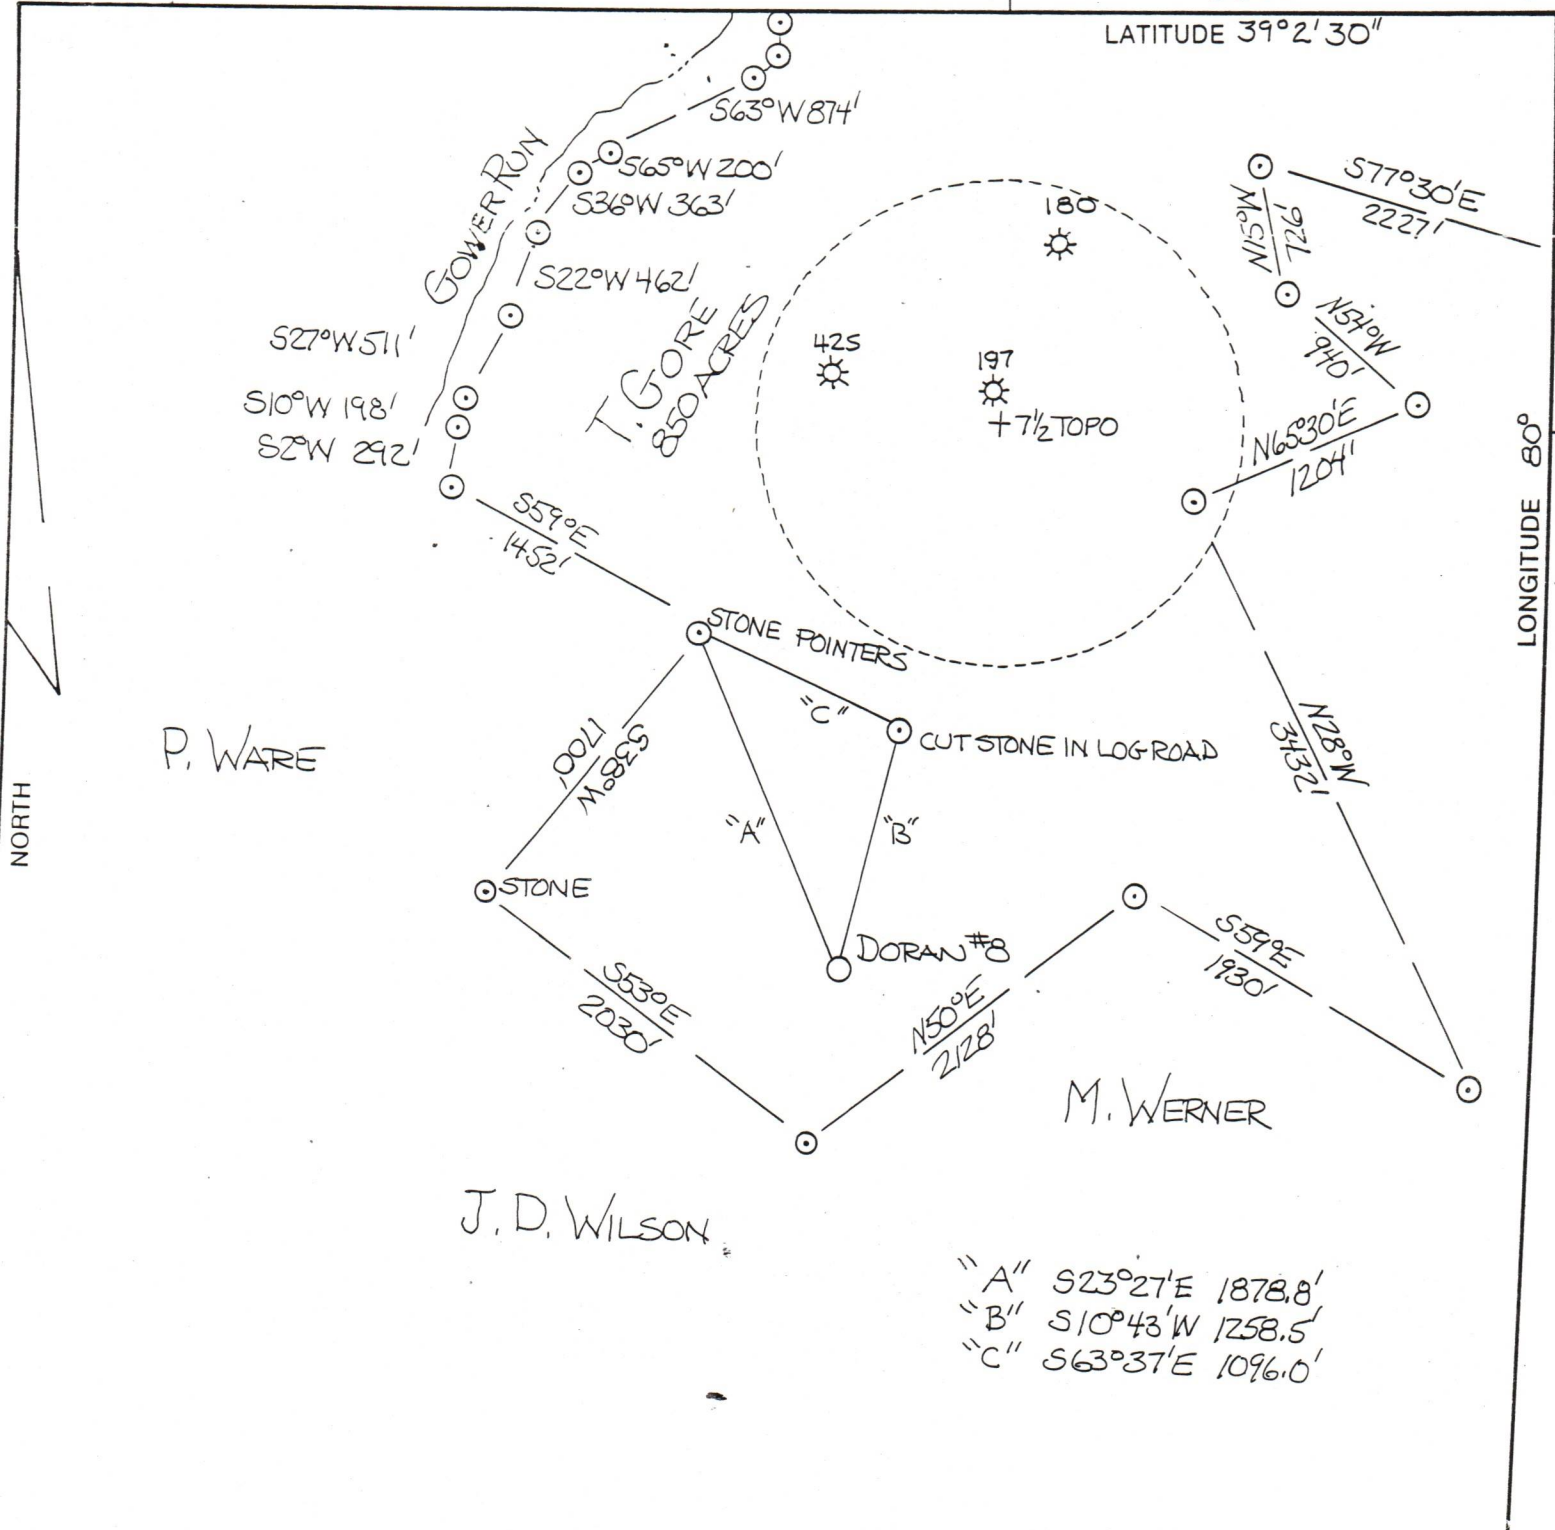 LATITUDE 39°2'30"
S63°W 874'
S65°W 200'
S36°W 363'
GOWER RUN
S22°W 462'
S27°W 511'
S10°W 198'
S2°W 292'
T. GORE
850 ACRES
180
425
197
+ 7½ TOPO
S77°30'E
2227'
N15°W
792'
N54°W
940'
N65°30'E
1204'
LONGITUDE 80°
S59°E
1452'
STONE POINTERS
"C"
CUT STONE IN LOG ROAD
S38°W
1700'
"A"
"B"
N28°W
3432'
P. WARE
NORTH
STONE
DORAN #8
S53°E
2030'
N50°E
2128'
S59°E
1930'
M. WERNER
J. D. WILSON
"A" S23°27'E 1878.8'
"B" S10°43'W 1258.5'
"C" S63°37'E 1096.0'